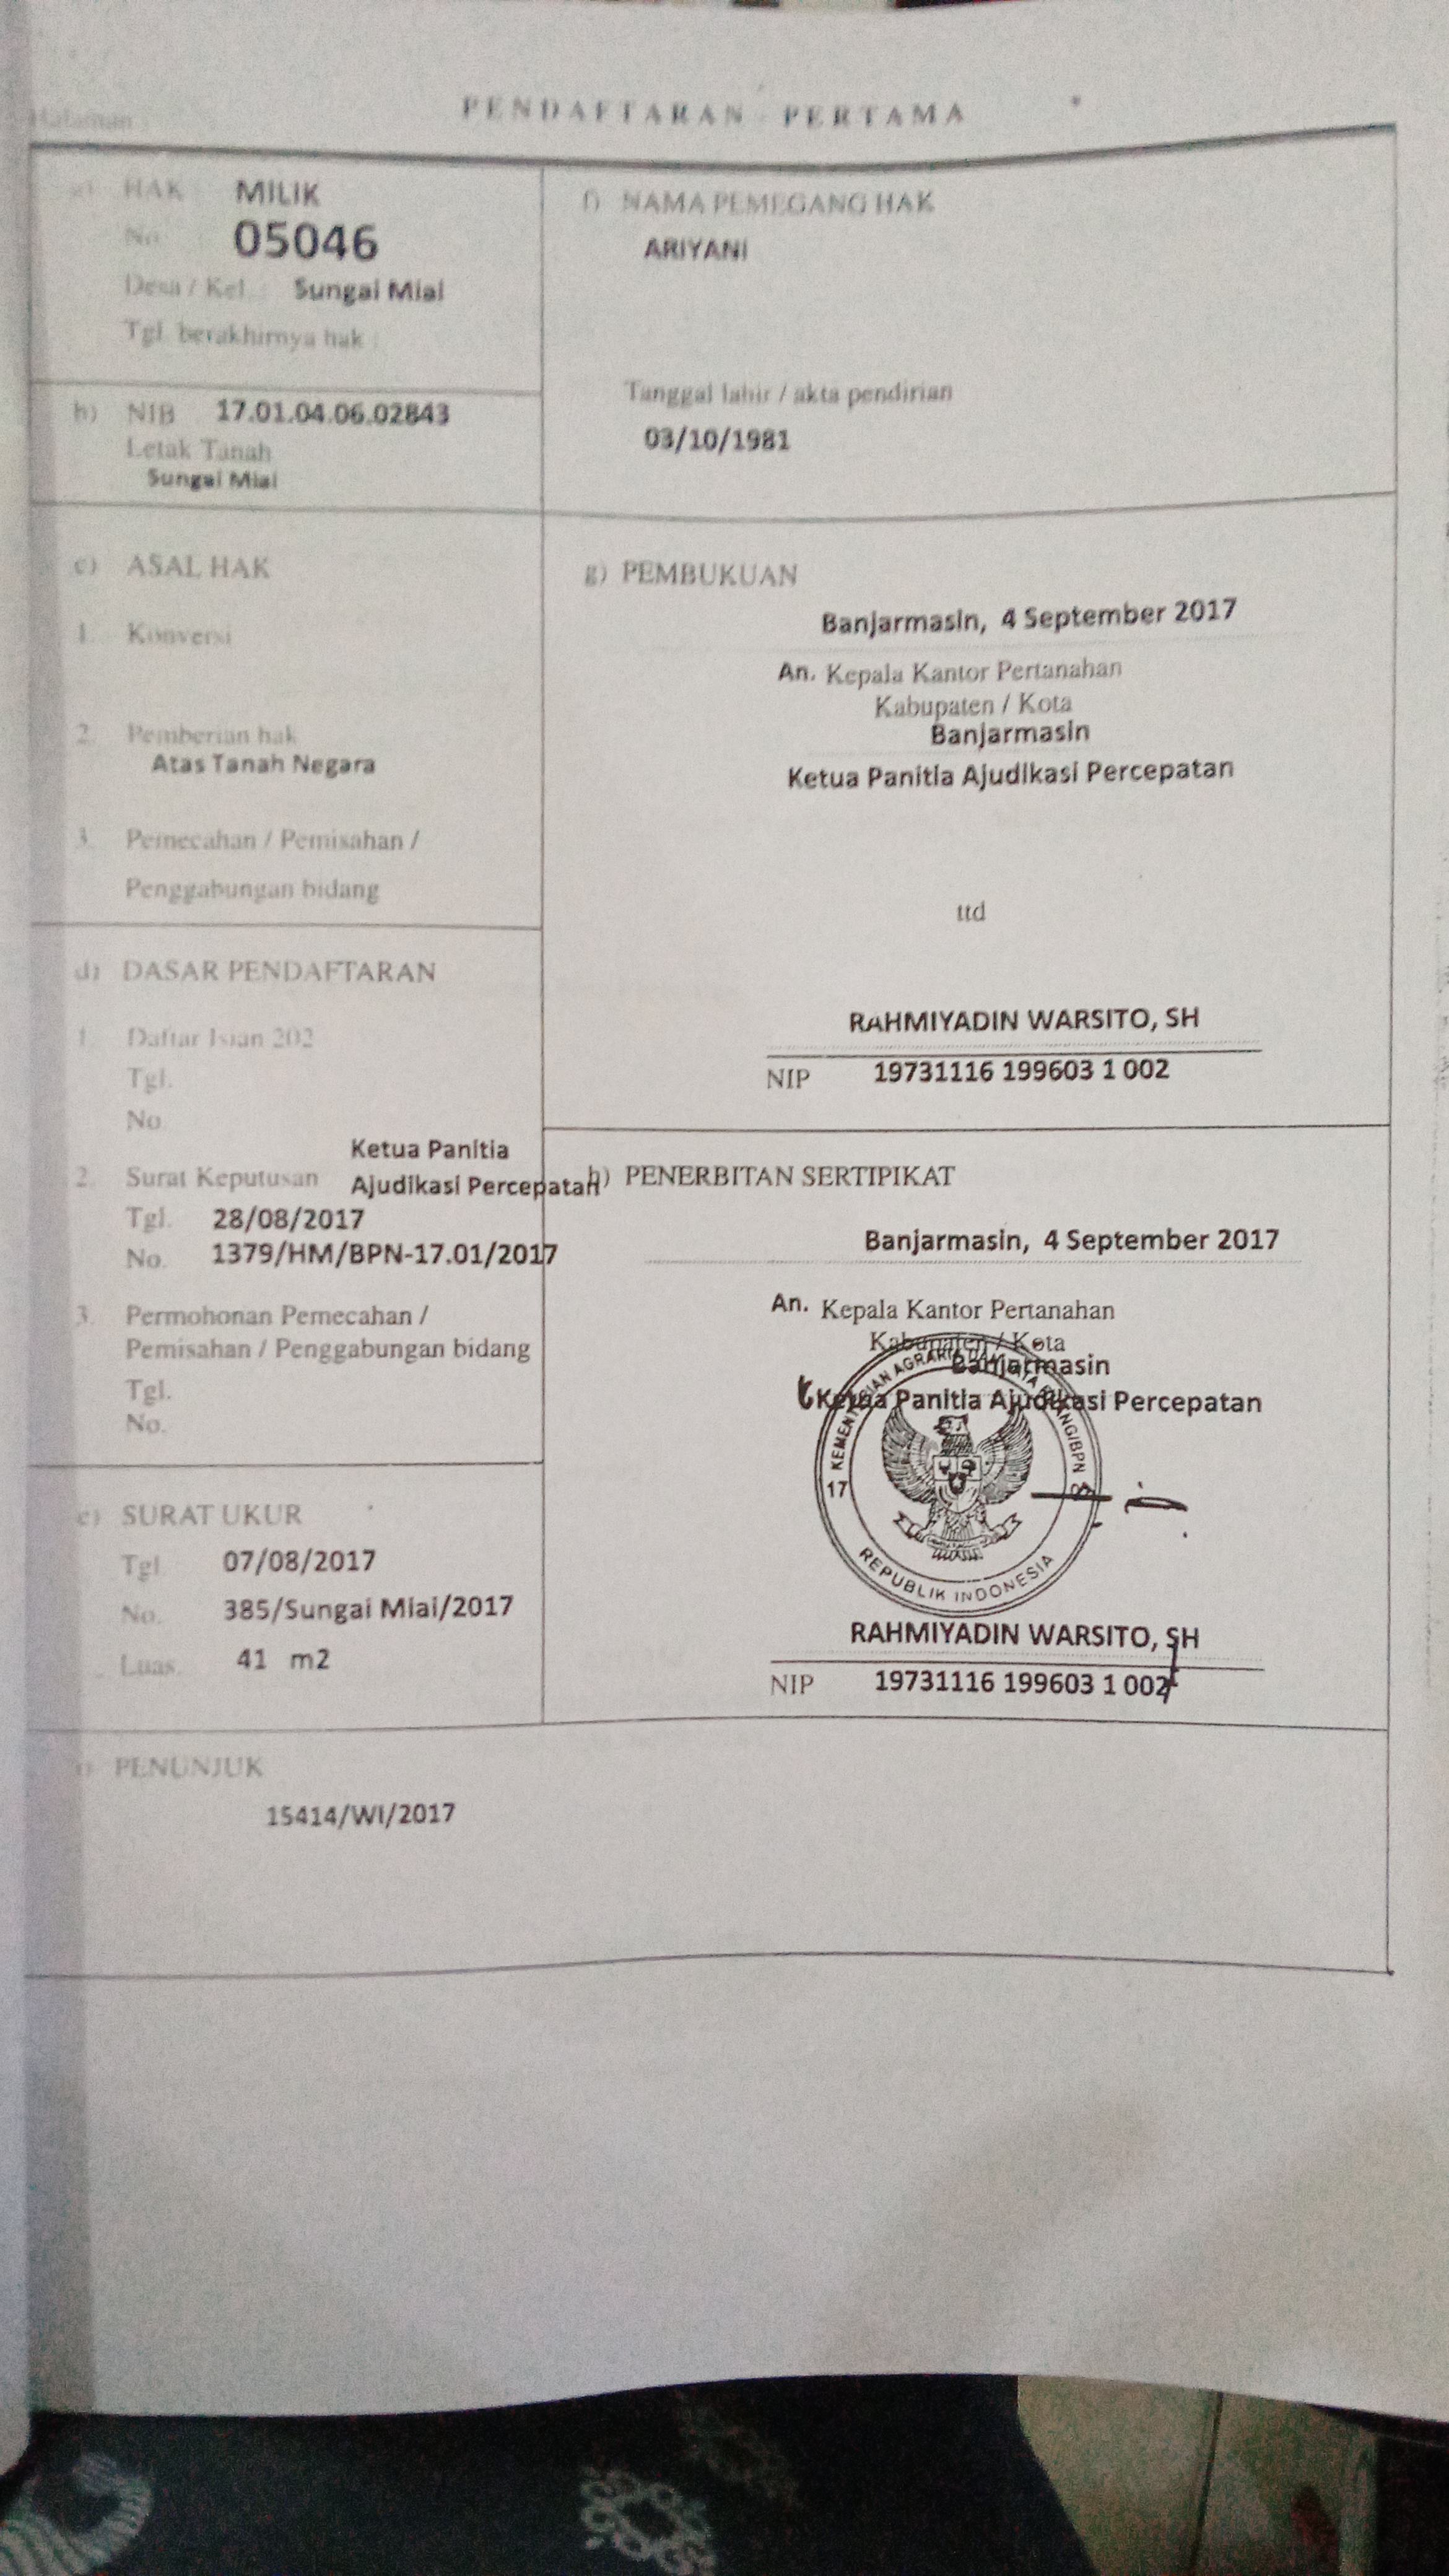 Halaman :
PENDAFTARAN PERTAMA
a) HAK : MILIK
No. : 05046
Desa / Kel. : Sungai Miai
Tgl. berakhirnya hak :
b) NIB 17.01.04.06.02843
Letak Tanah
Sungai Miai
c) ASAL HAK
1. Konversi
2. Pemberian hak
Atas Tanah Negara
3. Pemecahan / Pemisahan /
Penggabungan bidang
d) DASAR PENDAFTARAN
1. Daftar Isian 202
Tgl.
No.
Ketua Panitia
2. Surat Keputusan Ajudikasi Percepatan
Tgl. 28/08/2017
No. 1379/HM/BPN-17.01/2017
3. Permohonan Pemecahan /
Pemisahan / Penggabungan bidang
Tgl.
No.
e) SURAT UKUR
Tgl. 07/08/2017
No. 385/Sungai Miai/2017
Luas. 41 m2
f) NAMA PEMEGANG HAK
ARIYANI
Tanggal lahir / akta pendirian
03/10/1981
g) PEMBUKUAN
Banjarmasin, 4 September 2017
An. Kepala Kantor Pertanahan
Kabupaten / Kota
Banjarmasin
Ketua Panitia Ajudikasi Percepatan
ttd
RAHMIYADIN WARSITO, SH
NIP 19731116 199603 1 002
h) PENERBITAN SERTIPIKAT
Banjarmasin, 4 September 2017
An. Kepala Kantor Pertanahan
Kabupaten / Kota
Banjarmasin
Ketua Panitia Ajudikasi Percepatan
KEMENTERIAN AGRARIA DAN TATA RUANG/BPN
17
REPUBLIK INDONESIA
RAHMIYADIN WARSITO, SH
NIP 19731116 199603 1 002
i) PENUNJUK
15414/WI/2017